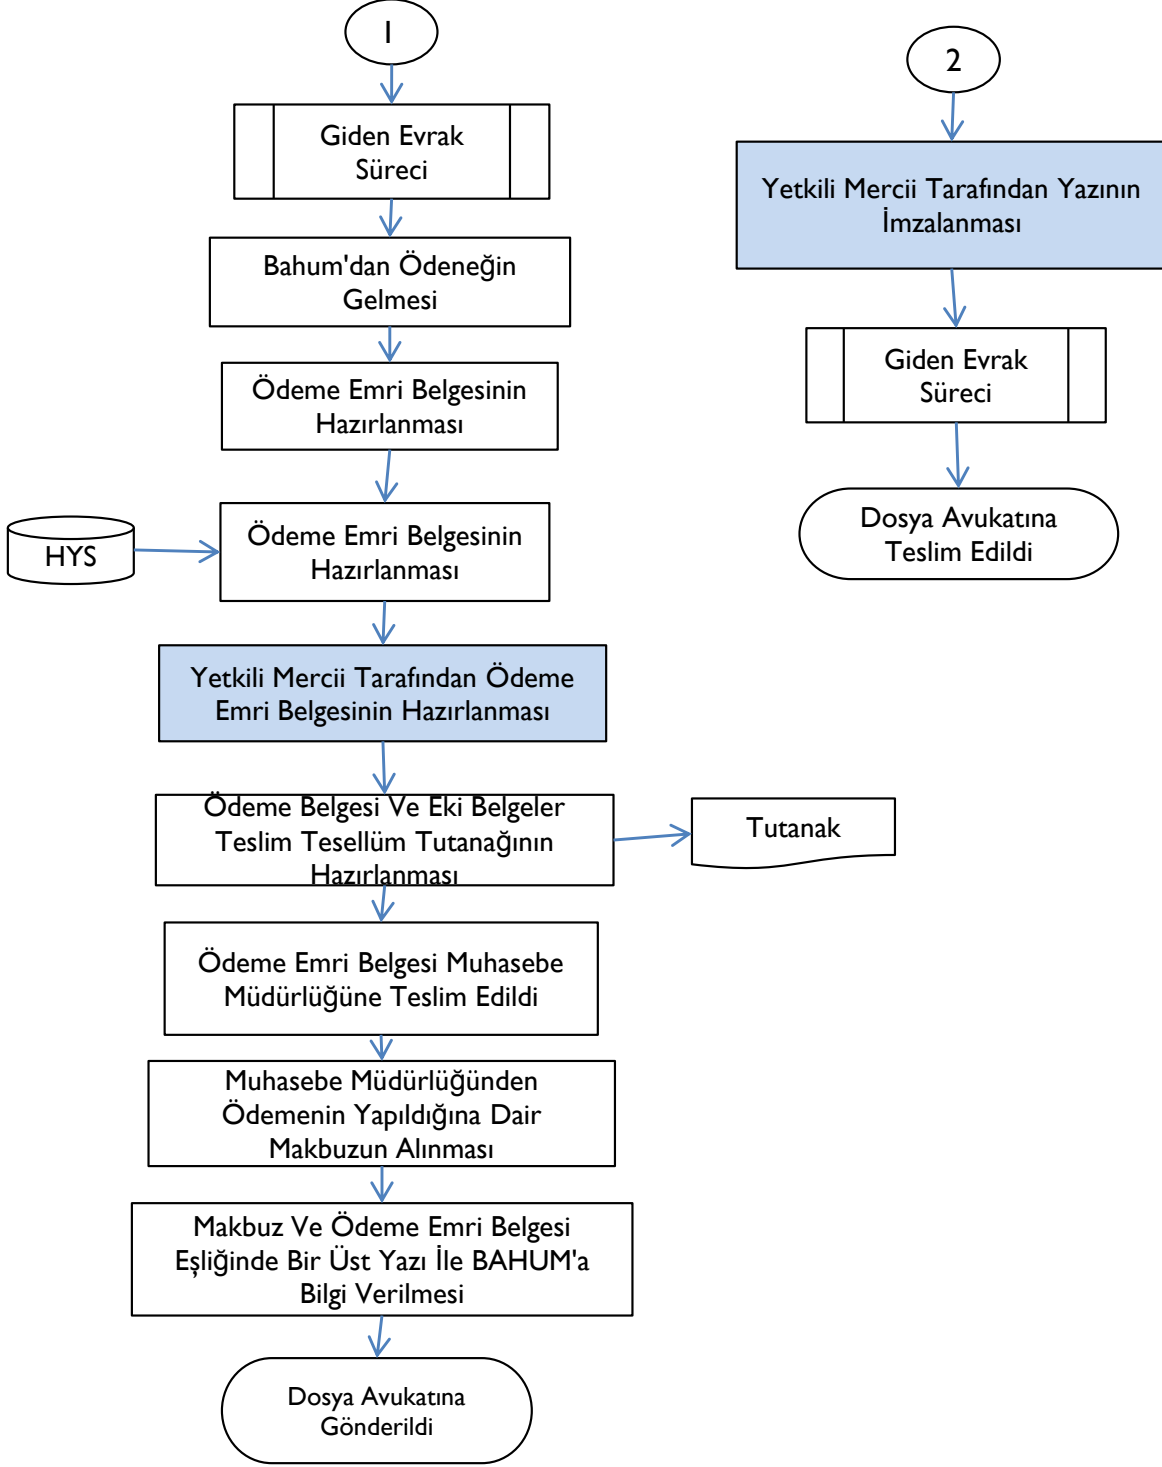 1
Giden Evrak
Süreci
Bahum'dan Ödeneğin
Gelmesi
Ödeme Emri Belgesinin
Hazırlanması
HYS
Ödeme Emri Belgesinin
Hazırlanması
Yetkili Mercii Tarafından Ödeme
Emri Belgesinin Hazırlanması
Ödeme Belgesi Ve Eki Belgeler
Teslim Tesellüm Tutanağının
Hazırlanması
Tutanak
Ödeme Emri Belgesi Muhasebe
Müdürlüğüne Teslim Edildi
Muhasebe Müdürlüğünden
Ödemenin Yapıldığına Dair
Makbuzun Alınması
Makbuz Ve Ödeme Emri Belgesi
Eşliğinde Bir Üst Yazı İle BAHUM'a
Bilgi Verilmesi
Dosya Avukatına
Gönderildi
2
Yetkili Mercii Tarafından Yazının
İmzalanması
Giden Evrak
Süreci
Dosya Avukatına
Teslim Edildi